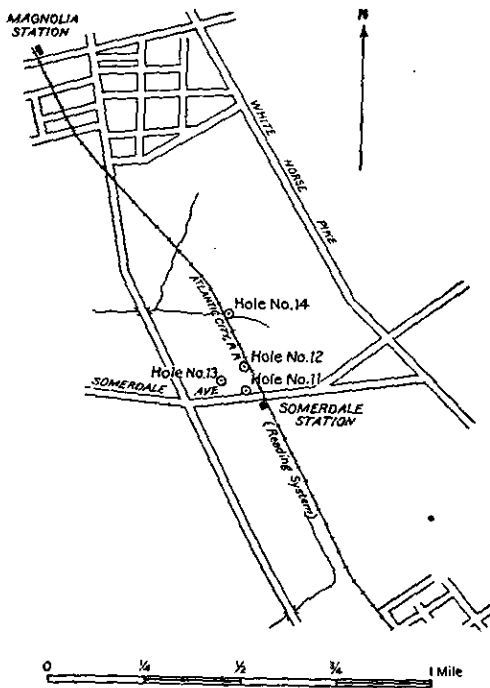 MAGNOLIA
STATION
N
WHITE
HORSE
PIKE
ATLANTIC CITY, R R
Hole No.14
Hole No.12
Hole No.13
Hole No.11
SOMERDALE
AVE
SOMERDALE
STATION
(Reading System)
0 1/4 1/2 3/4 1 Mile